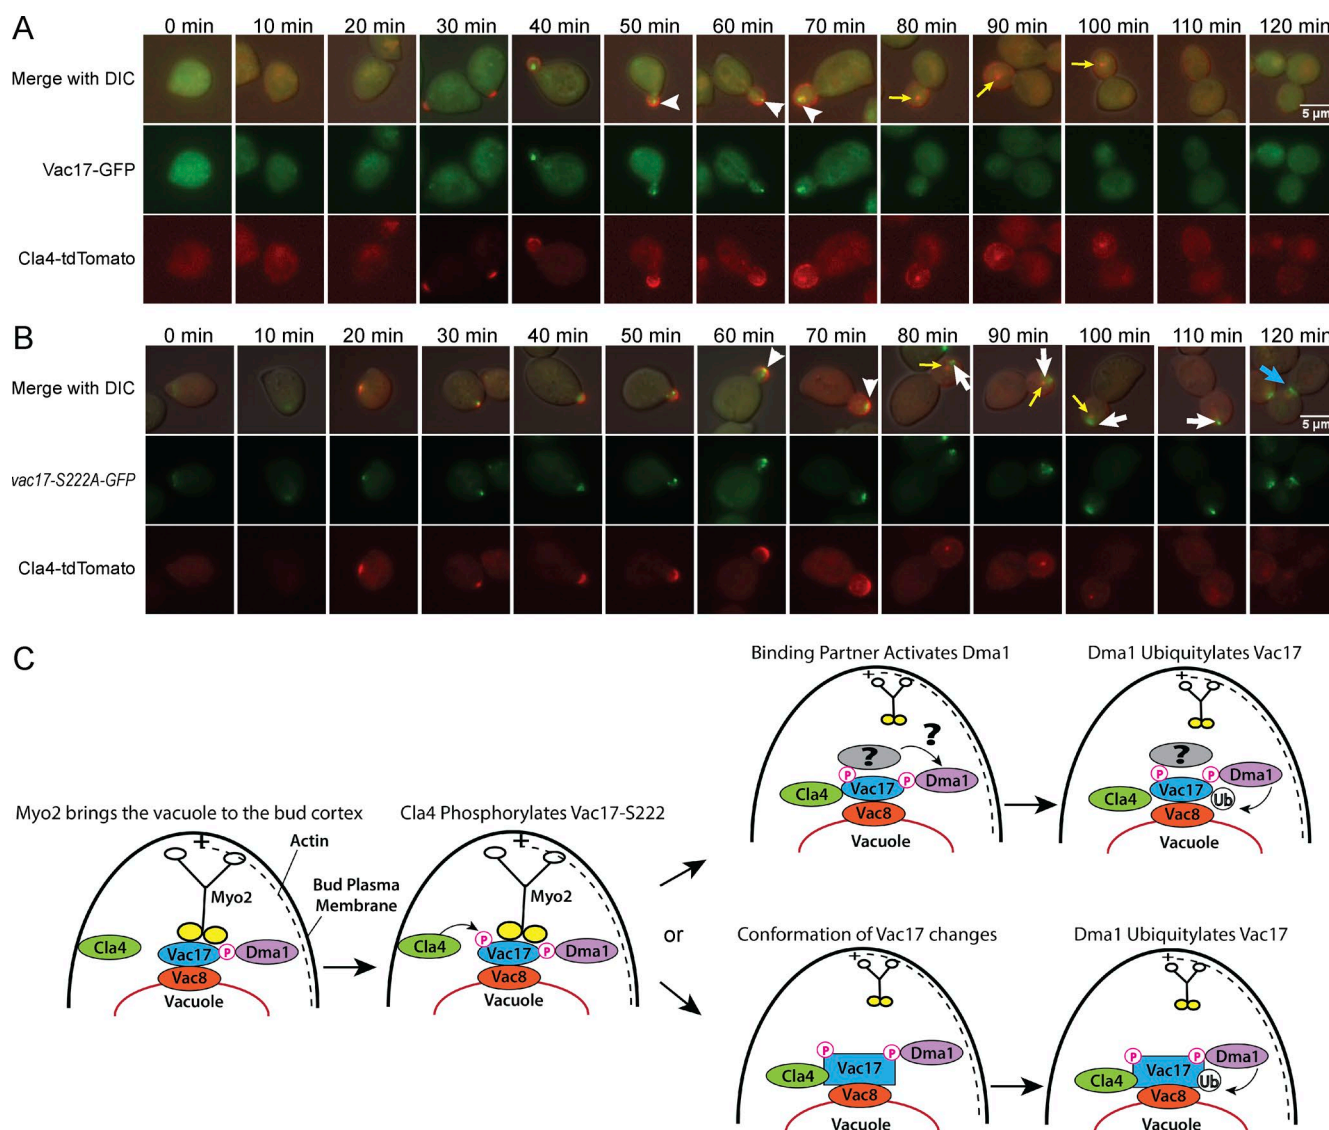 A
0 min 10 min 20 min 30 min 40 min 50 min 60 min 70 min 80 min 90 min 100 min 110 min 120 min
Merge with DIC
5 μm
Vac17-GFP
Cla4-tdTomato
B
0 min 10 min 20 min 30 min 40 min 50 min 60 min 70 min 80 min 90 min 100 min 110 min 120 min
Merge with DIC
5 μm
vac17-S222A-GFP
Cla4-tdTomato
C
Myo2 brings the vacuole to the bud cortex
+
Actin
Myo2
Bud Plasma
Membrane
Cla4
Vac17
P
Dma1
Vac8
Vacuole
Cla4 Phosphorylates Vac17-S222
+
Myo2
Cla4
P
Vac17
P
Dma1
Vac8
Vacuole
or
Binding Partner Activates Dma1
+
?
?
P
P
Dma1
Cla4
Vac17
Vac8
Vacuole
Dma1 Ubiquitylates Vac17
+
?
P
P
Dma1
Cla4
Vac17
Ub
Vac8
Vacuole
Conformation of Vac17 changes
+
P
P
Dma1
Vac17
Cla4
Vac8
Vacuole
Dma1 Ubiquitylates Vac17
+
P
P
Dma1
Vac17
Cla4
Ub
Vac8
Vacuole